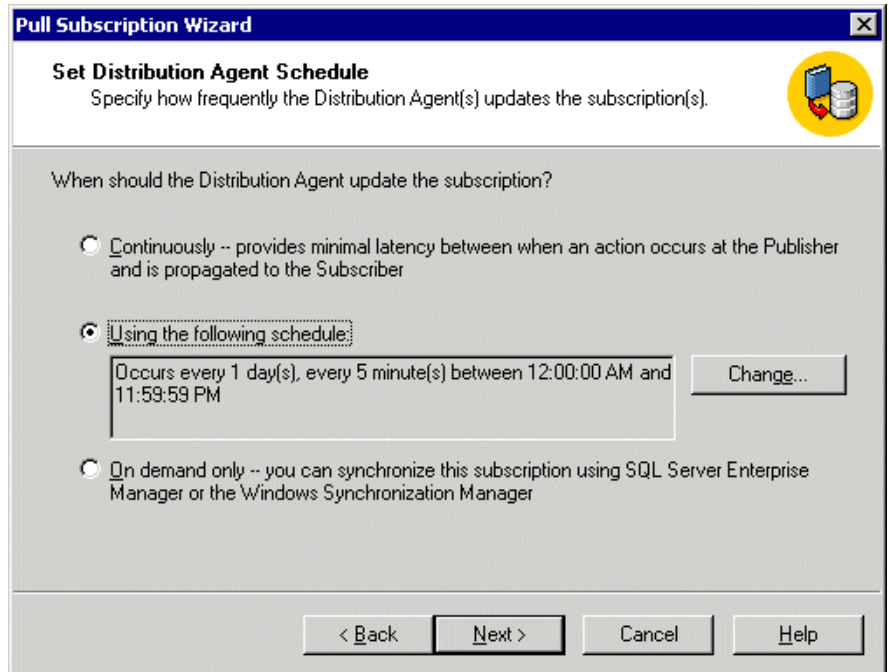 Pull Subscription Wizard
Set Distribution Agent Schedule
Specify how frequently the Distribution Agent(s) updates the subscription(s).
When should the Distribution Agent update the subscription?
Continuously -- provides minimal latency between when an action occurs at the Publisher
and is propagated to the Subscriber
Using the following schedule:
Occurs every 1 day(s), every 5 minute(s) between 12:00:00 AM and
11:59:59 PM
Change...
On demand only -- you can synchronize this subscription using SQL Server Enterprise
Manager or the Windows Synchronization Manager
< Back Next > Cancel Help